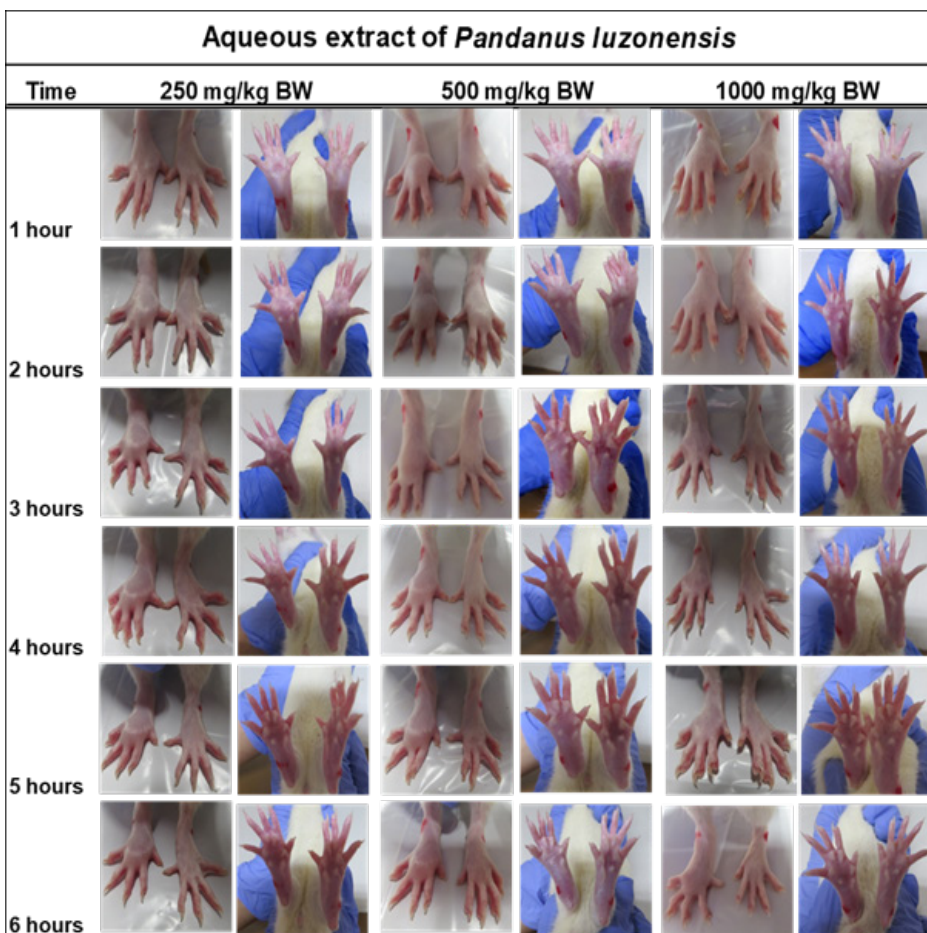 Aqueous extract of Pandanus luzonensis
Time 250 mg/kg BW 500 mg/kg BW 1000 mg/kg BW
1 hour
2 hours
3 hours
4 hours
5 hours
6 hours